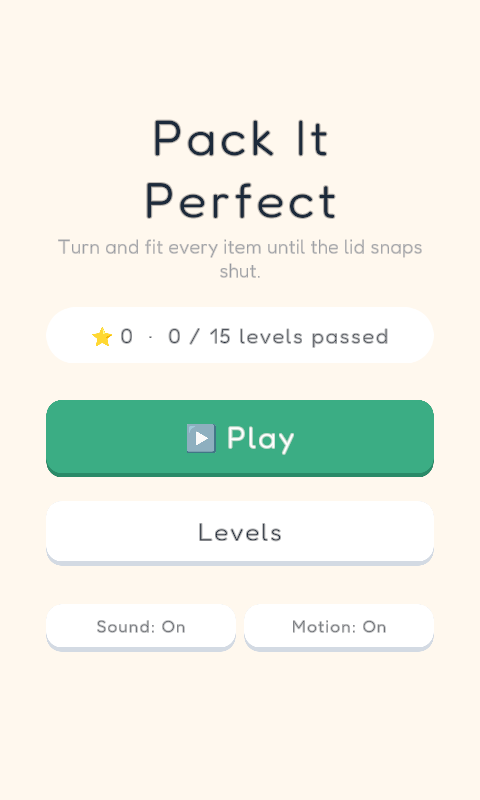 Pack It
Perfect
Turn and fit every item until the lid snaps
shut.
⭐ 0 · 0 / 15 levels passed
▶️ Play
Levels
Sound: On
Motion: On